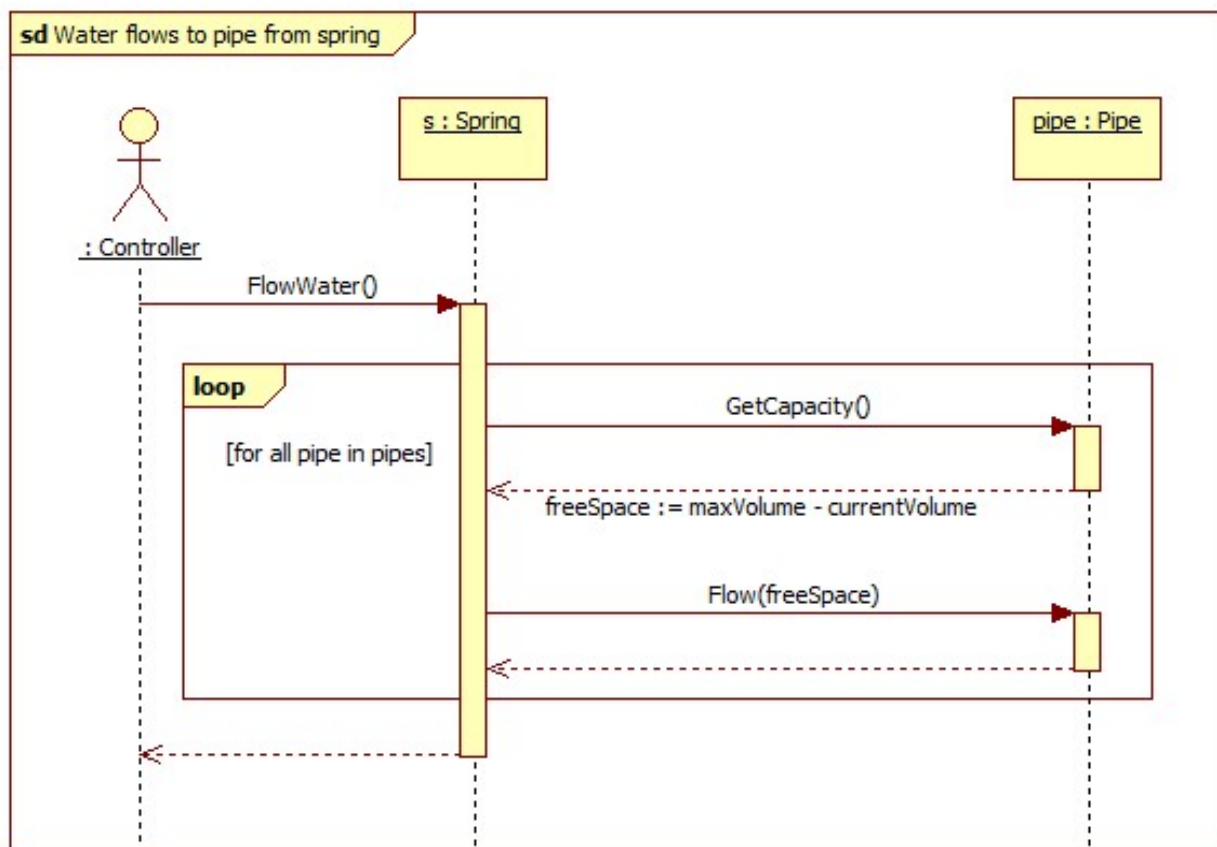 sd Water flows to pipe from spring
s : Spring
pipe : Pipe
: Controller
FlowWater()
loop
GetCapacity()
[for all pipe in pipes]
freeSpace := maxVolume - currentVolume
Flow(freeSpace)